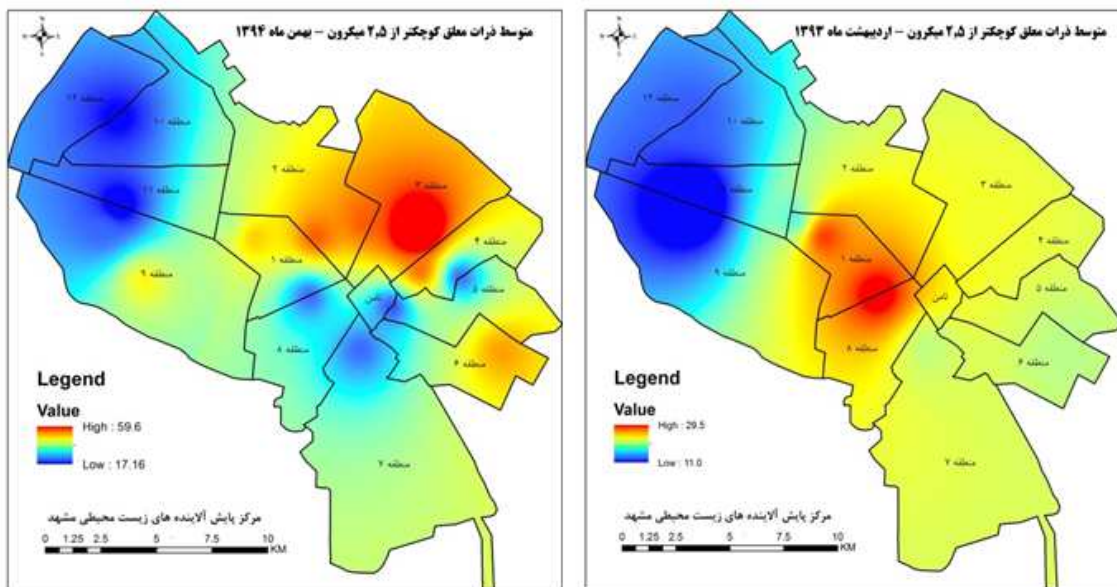 متوسط ذرات معلق کوچکتر از ۲,۵ میکرون - بهمن ماه ۱۳۹۴
منطقه ۱۲
منطقه ۱۰
منطقه ۱۱
منطقه ۲
منطقه ۳
منطقه ۴
منطقه ۱
منطقه ۹
منطقه ۵
ثامن
منطقه ۸
منطقه ۶
منطقه ۷
Legend
Value
High : 59.6
Low : 17.16
مرکز پایش آلاینده های زیست محیطی مشهد
0 1.25 2.5 5 7.5 10
KM
متوسط ذرات معلق کوچکتر از ۲,۵ میکرون - اردیبهشت ماه ۱۳۹۳
منطقه ۱۲
منطقه ۱۰
منطقه ۲
منطقه ۳
منطقه ۴
منطقه ۱
منطقه ۹
منطقه ۵
ثامن
منطقه ۸
منطقه ۶
منطقه ۷
Legend
Value
High : 29.5
Low : 11.0
مرکز پایش آلاینده های زیست محیطی مشهد
0 1.25 2.5 5 7.5 10
KM